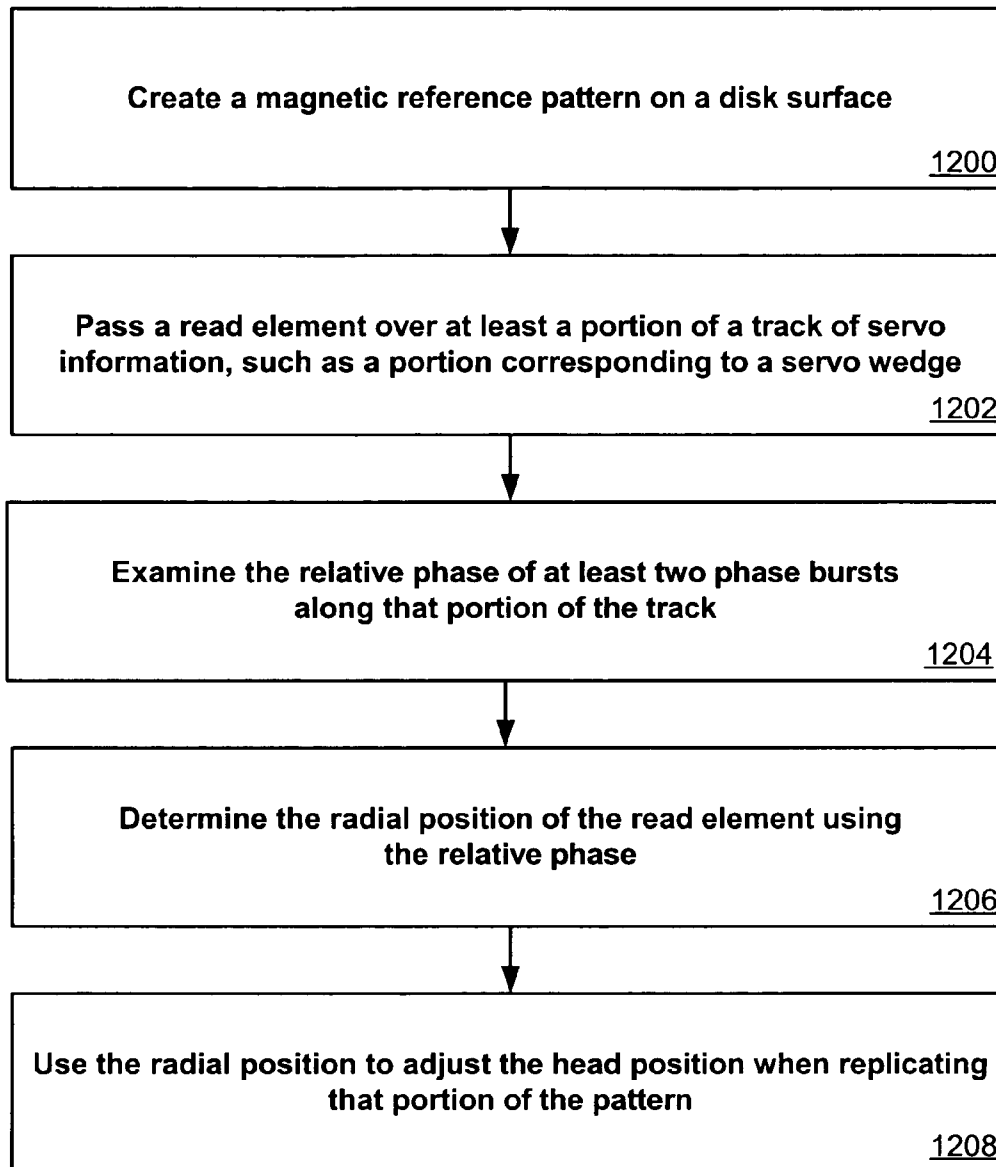 Create a magnetic reference pattern on a disk surface
1200
Pass a read element over at least a portion of a track of servo
information, such as a portion corresponding to a servo wedge
1202
Examine the relative phase of at least two phase bursts
along that portion of the track
1204
Determine the radial position of the read element using
the relative phase
1206
Use the radial position to adjust the head position when replicating
that portion of the pattern
1208